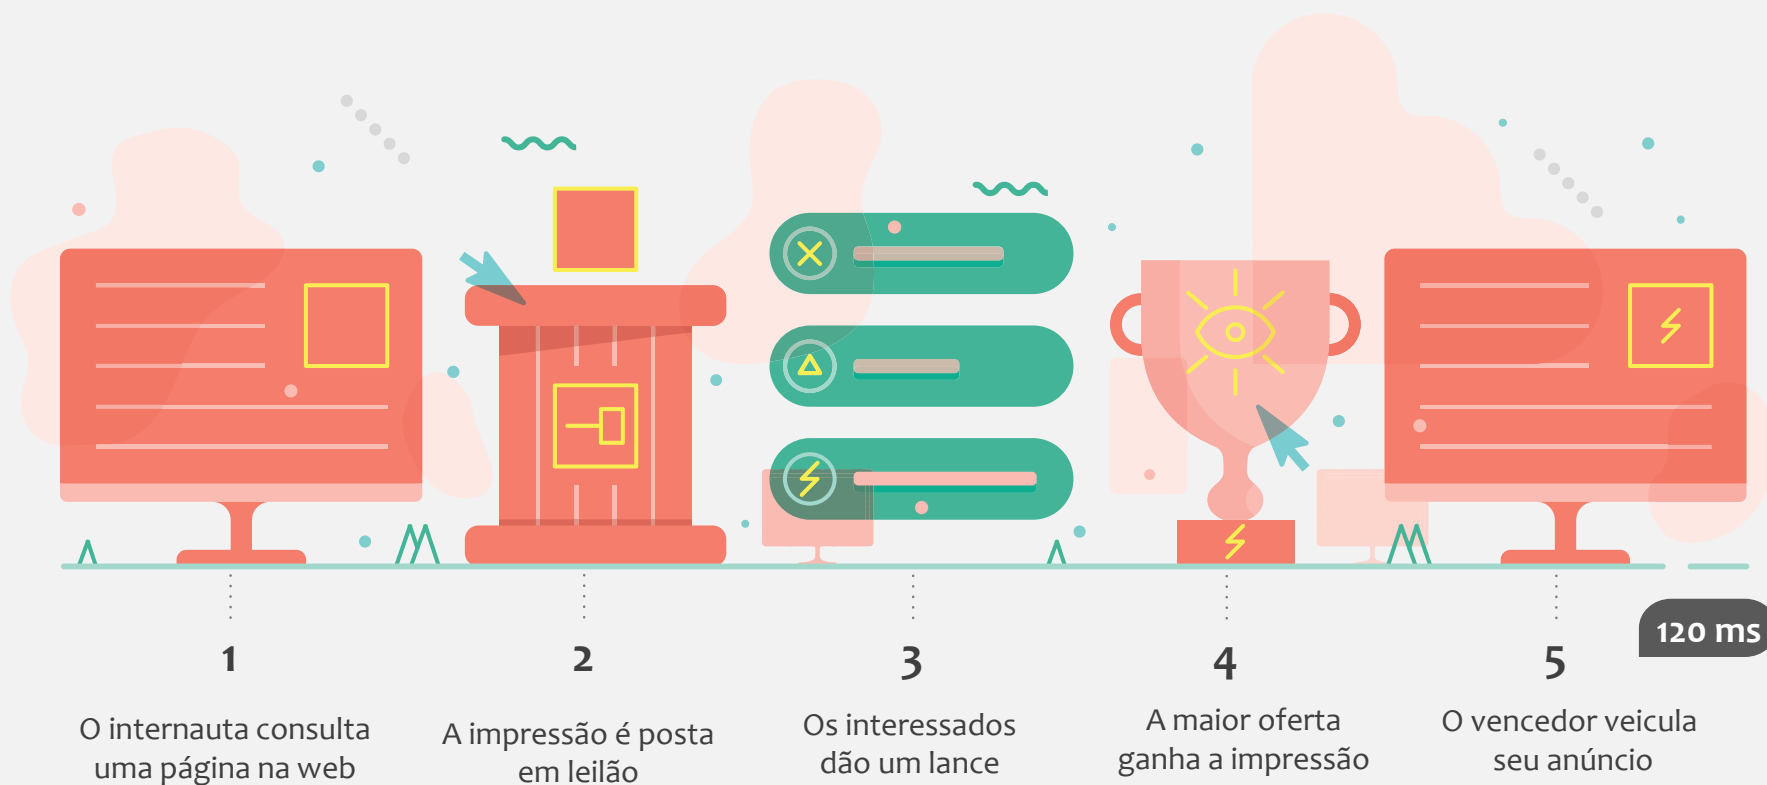 120 ms
1
O internauta consulta
uma página na web
2
A impressão é posta
em leilão
3
Os interessados
dão um lance
4
A maior oferta
ganha a impressão
5
O vencedor veicula
seu anúncio